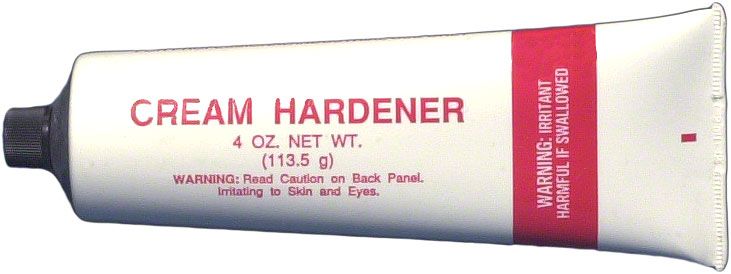 CREAM HARDENER
4 OZ. NET WT.
(113.5 g)
WARNING: Read Caution on Back Panel.
Irritating to Skin and Eyes.
WARNING: IRRITANT
HARMFUL IF SWALLOWED